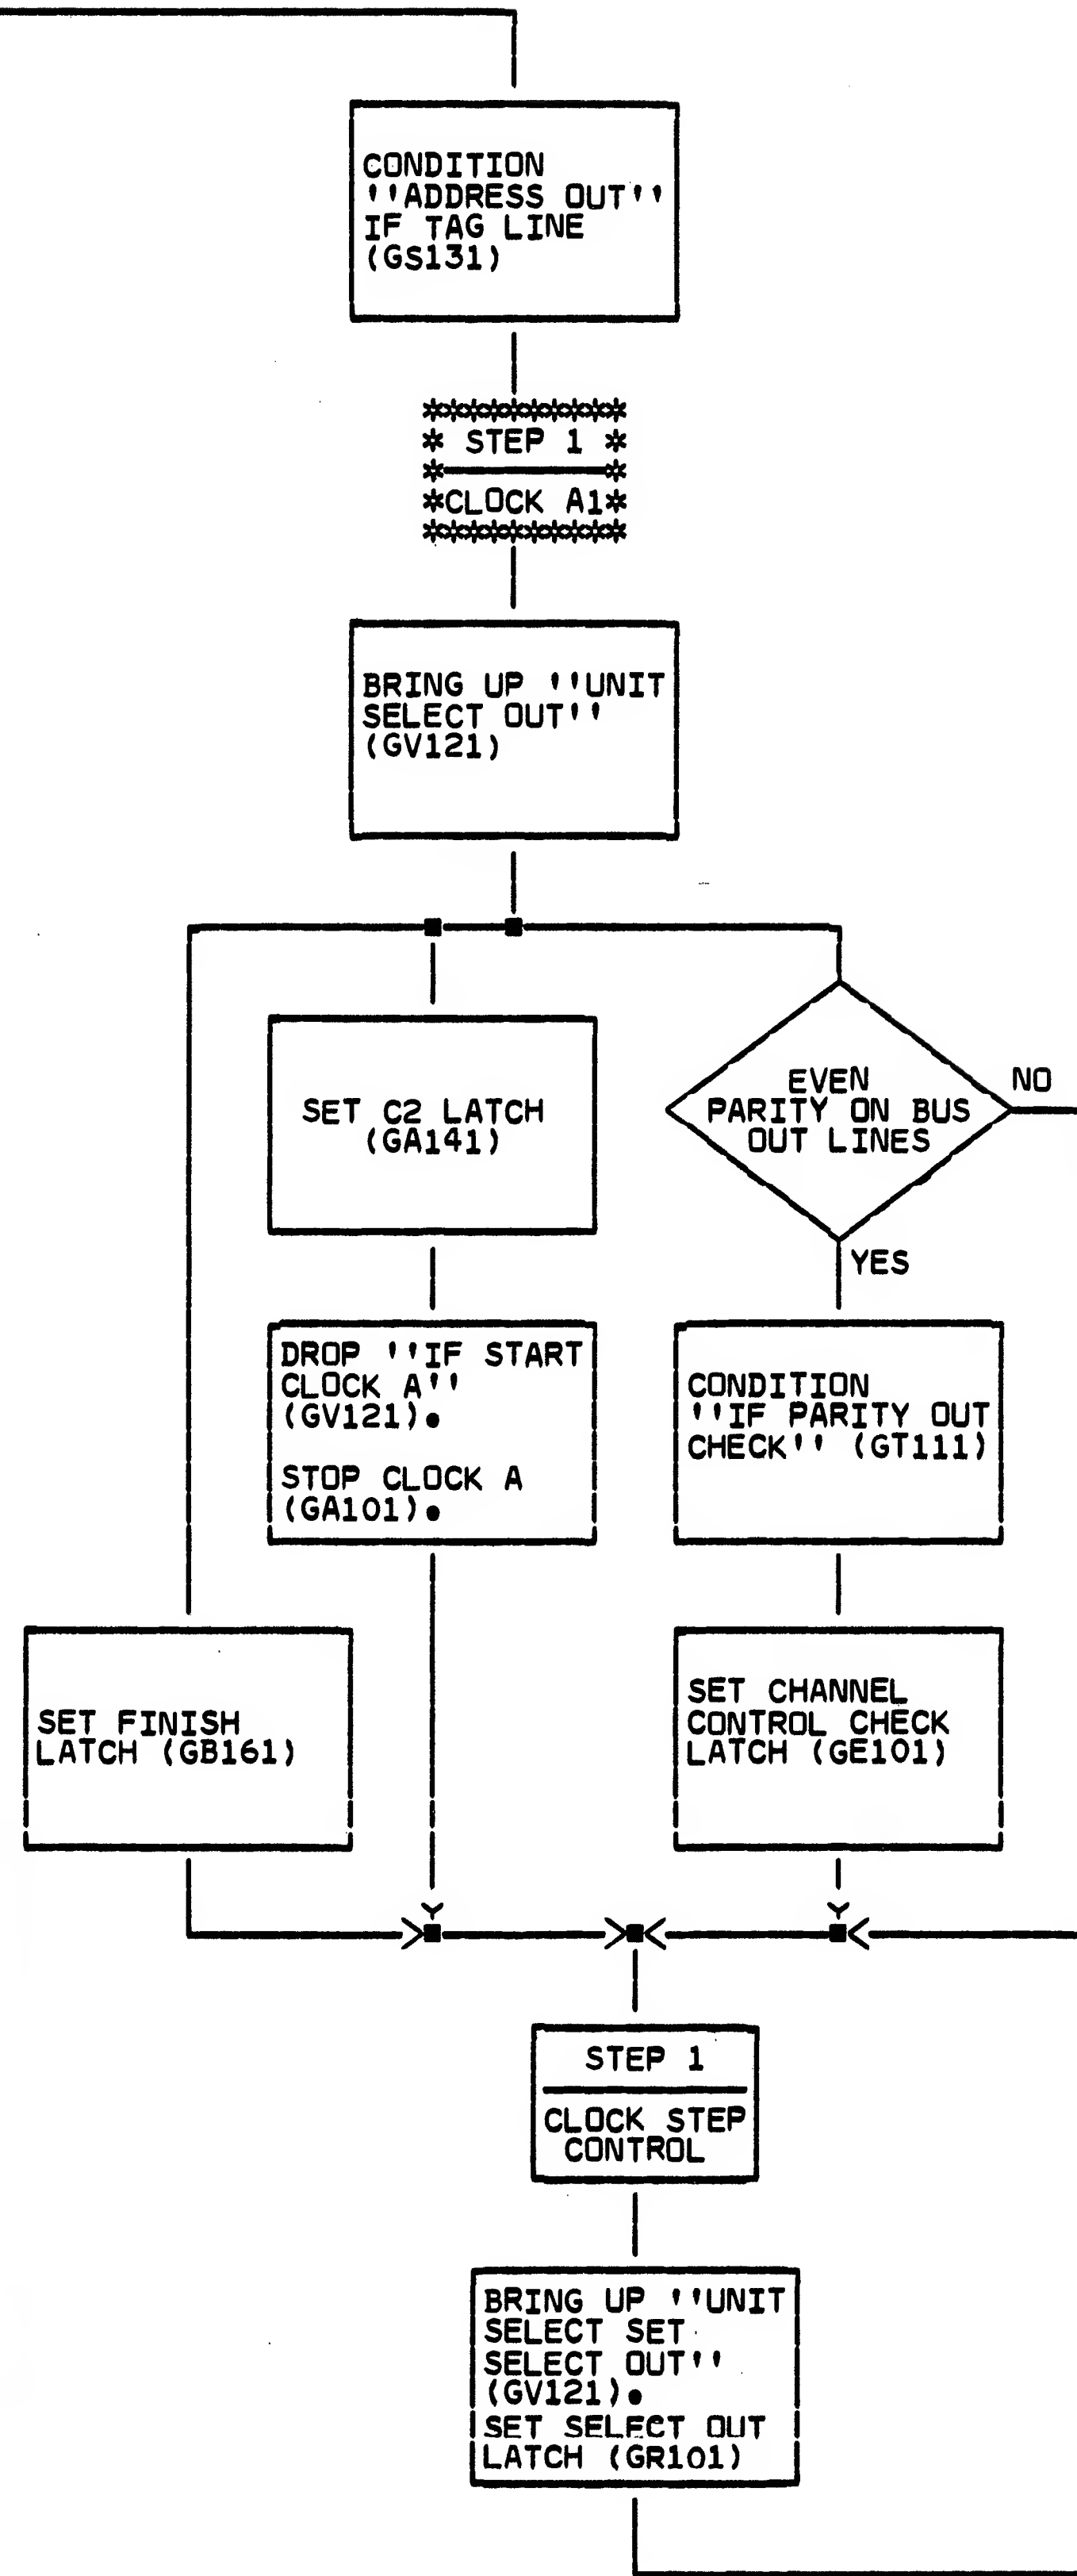 CONDITION
''ADDRESS OUT''
IF TAG LINE
(GS131)
**********
* STEP 1 *
*CLOCK A1*
**********
BRING UP ''UNIT
SELECT OUT''
(GV121)
SET C2 LATCH
(GA141)
EVEN
PARITY ON BUS
OUT LINES
NO
YES
DROP ''IF START
CLOCK A''
(GV121).
STOP CLOCK A
(GA101).
CONDITION
''IF PARITY OUT
CHECK'' (GT111)
SET FINISH
LATCH (GB161)
SET CHANNEL
CONTROL CHECK
LATCH (GE101)
STEP 1
CLOCK STEP
CONTROL
BRING UP ''UNIT
SELECT SET
SELECT OUT''
(GV121).
SET SELECT OUT
LATCH (GR101)